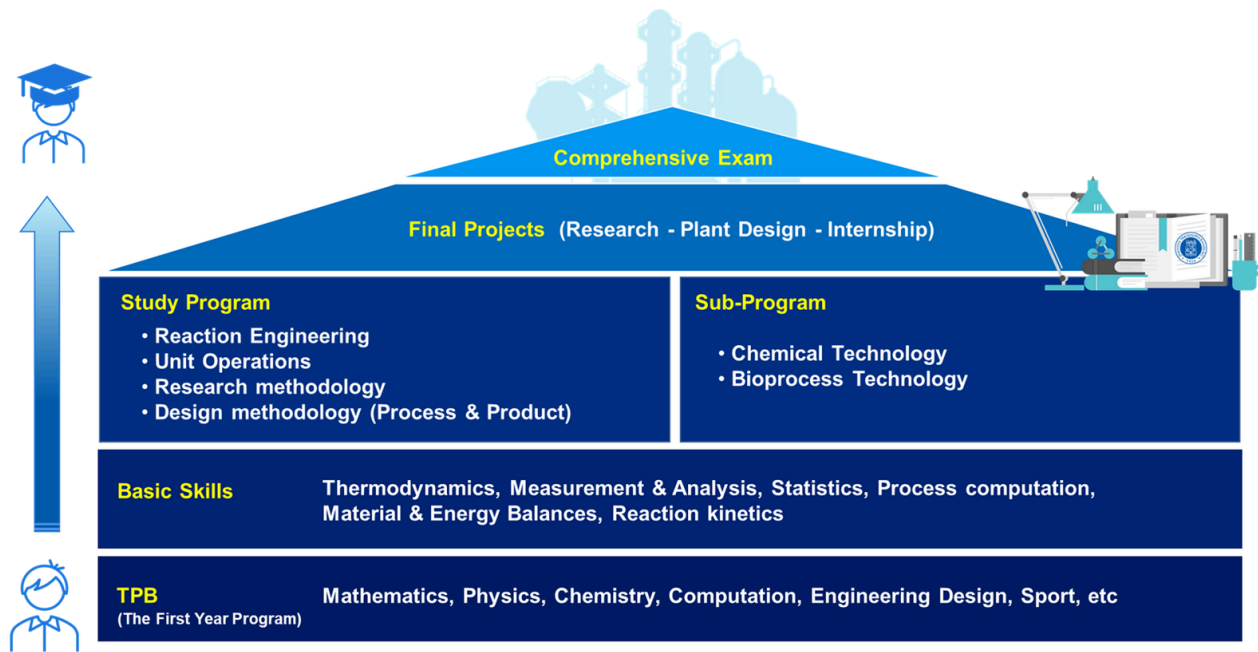 Comprehensive Exam
Final Projects (Research - Plant Design - Internship)
Study Program
• Reaction Engineering
• Unit Operations
• Research methodology
• Design methodology (Process & Product)
Sub-Program
• Chemical Technology
• Bioprocess Technology
Basic Skills
Thermodynamics, Measurement & Analysis, Statistics, Process computation,
Material & Energy Balances, Reaction kinetics
TPB
(The First Year Program)
Mathematics, Physics, Chemistry, Computation, Engineering Design, Sport, etc